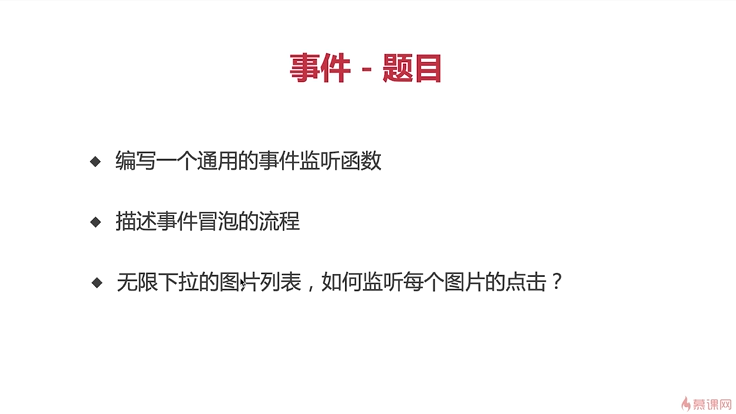 事件 - 题目
编写一个通用的事件监听函数
描述事件冒泡的流程
无限下拉的图片列表，如何监听每个图片的点击？
慕课网